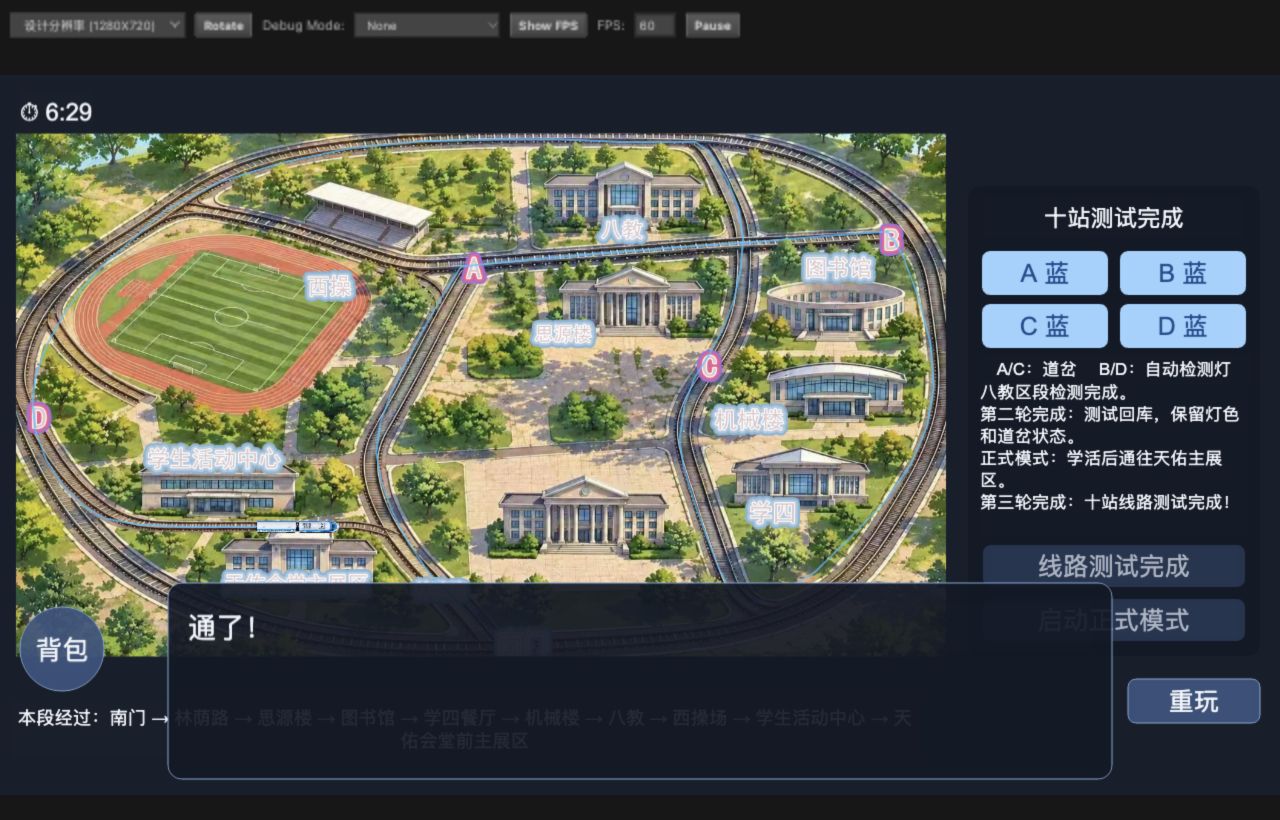 设计分辨率 (1280X720)
Rotate
Debug Mode:
None
Show FPS
FPS:
60
Pause
6:29
八教
A
B
图书馆
西操
思源楼
C
机械楼
D
学生活动中心
学四
天佑会堂主展区
十站测试完成
A 蓝
B 蓝
C 蓝
D 蓝
A/C：道岔 B/D：自动检测灯
八教区段检测完成。
第二轮完成：测试回库，保留灯色
和道岔状态。
正式模式：学活后通往天佑主展
区。
第三轮完成：十站线路测试完成！
线路测试完成
启动正式模式
背包
通了！
本段经过：南门 → 林荫路 → 思源楼 → 图书馆 → 学四餐厅 → 机械楼 → 八教 → 西操场 → 学生活动中心 → 天
佑会堂前主展区
重玩